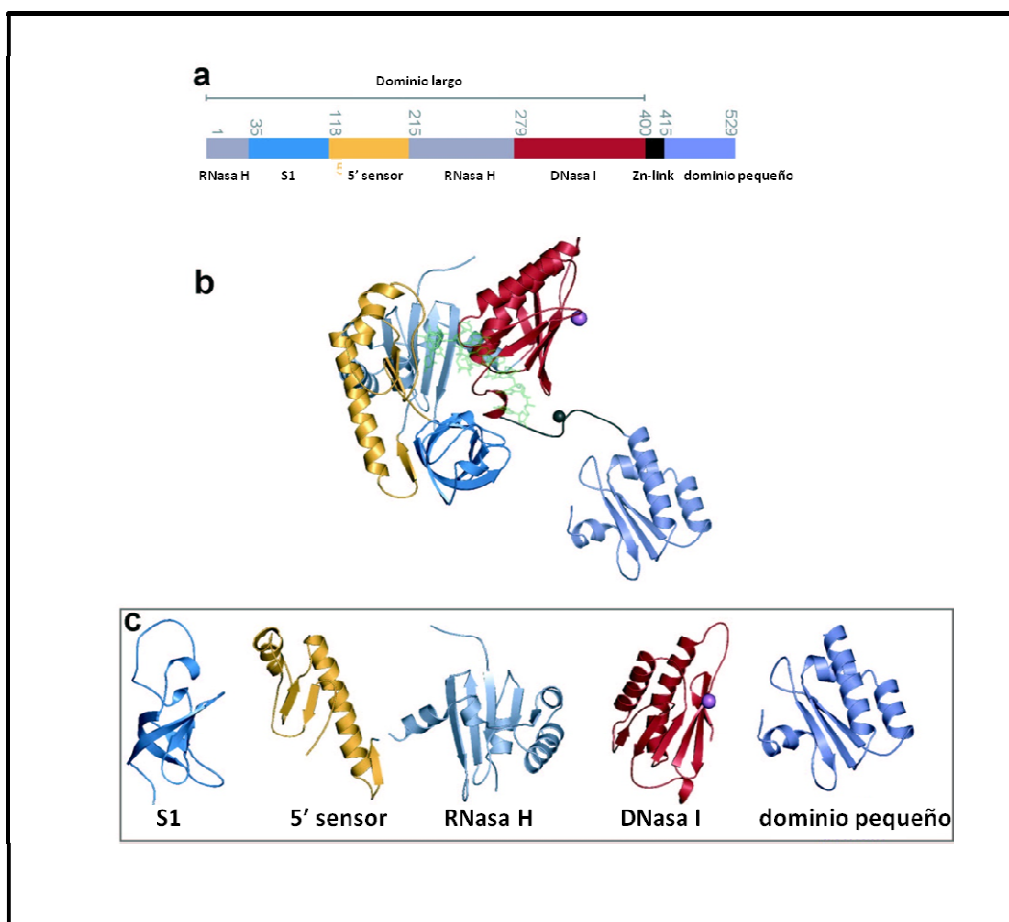 a
Dominic largo
1 35 118 215 279 400 415 529
RNasa H S1 5' sensor RNasa H DNasa I Zn-link dominio pequeño
b
c
S1 5' sensor RNasa H DNasa I dominio pequeño